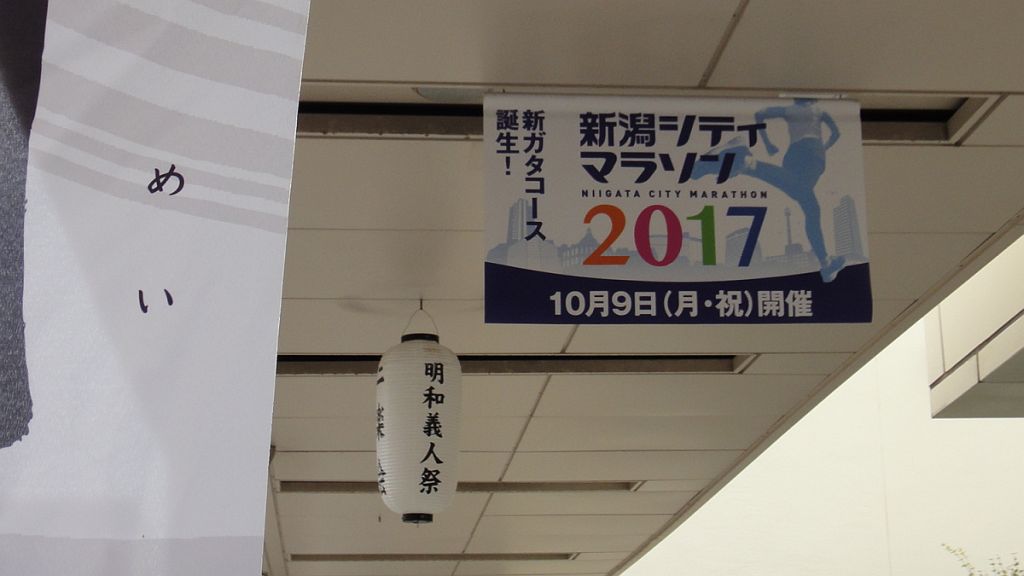 めい
新ガタコース
誕生！
新潟シティ
マラソン
NIIGATA CITY MARATHON
2017
10月9日(月・祝)開催
明和義人祭